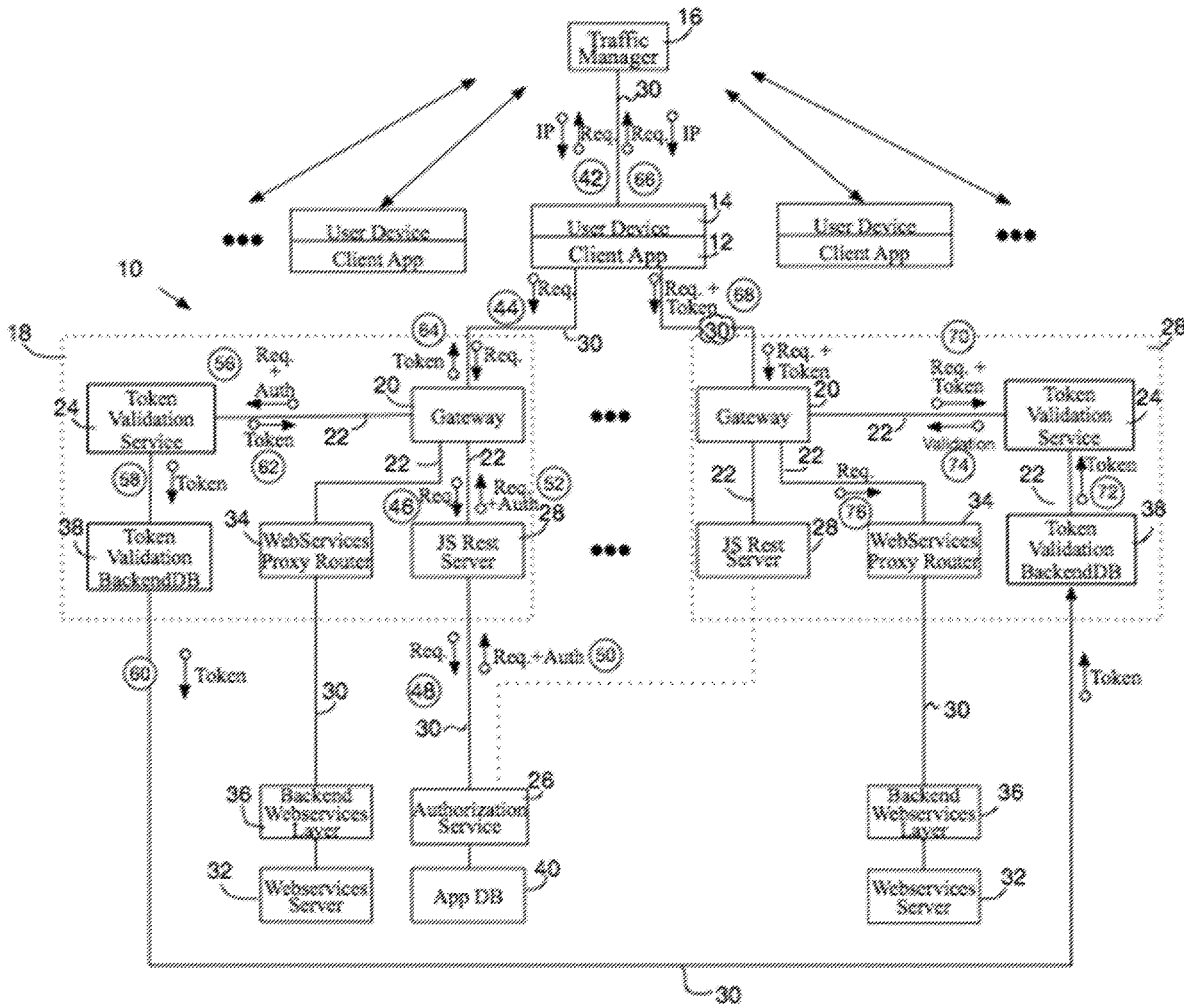 16
Traffic
Manager
30
IP
Req.
Req.
IP
42
66
14
User Device
12
Client App
User Device
Client App
User Device
Client App
10
44
Req.
Req. +
Token
68
30
30
18
28
64
Token
Req.
Req. +
Token
70
56
Req.
+
Auth
Req. +
Token
24
Token
Validation
Service
20
Gateway
20
Gateway
Token
Validation
Service
24
Token
62
22
22
Validation
74
58
Token
22
22
22
22
Req.
76
Token
72
22
46
Req.
Req.
+Auth
52
38
Token
Validation
BackendDB
34
WebServices
Proxy Router
28
JS Rest
Server
JS Rest
Server
28
34
WebServices
Proxy Router
Token
Validation
BackendDB
38
60
Token
Req.
48
Req.+Auth
50
Token
30
30
30
36
Backend
Webservices
Layer
26
Authorization
Service
Backend
Webservices
Layer
36
32
Webservices
Server
App DB
40
Webservices
Server
32
30